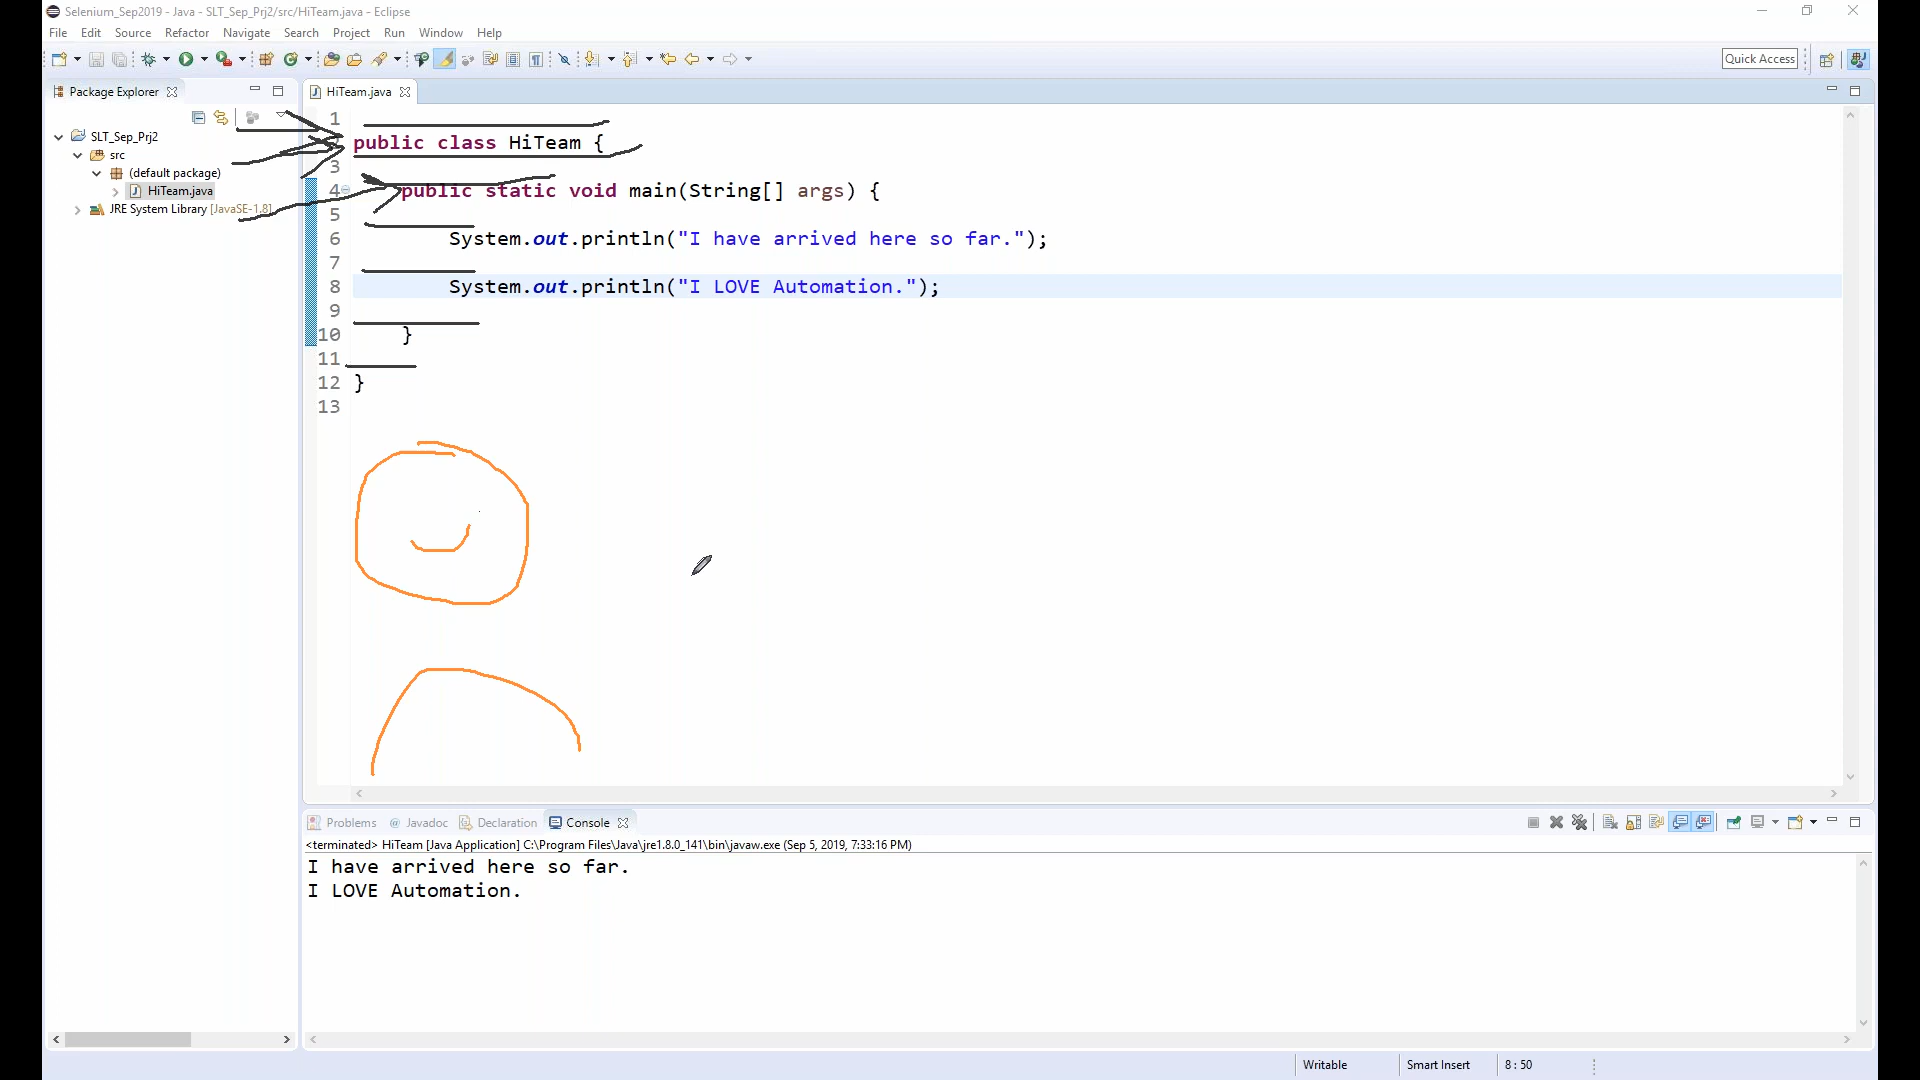 Selenium_Sep2019 - Java - SLT_Sep_Prj2/src/HiTeam.java - Eclipse
File Edit Source Refactor Navigate Search Project Run Window Help
Quick Access
Package Explorer
HiTeam.java
SLT_Sep_Prj2
src
(default package)
HiTeam.java
JRE System Library [JavaSE-1.8]
1
public class HiTeam {
3
4 public static void main(String[] args) {
5
6 System.out.println("I have arrived here so far.");
7
8 System.out.println("I LOVE Automation.");
9
10 }
11
12 }
13
Problems @ Javadoc Declaration Console
<terminated> HiTeam [Java Application] C:\Program Files\Java\jre1.8.0_141\bin\javaw.exe (Sep 5, 2019, 7:33:16 PM)
I have arrived here so far.
I LOVE Automation.
Writable Smart Insert 8 : 50